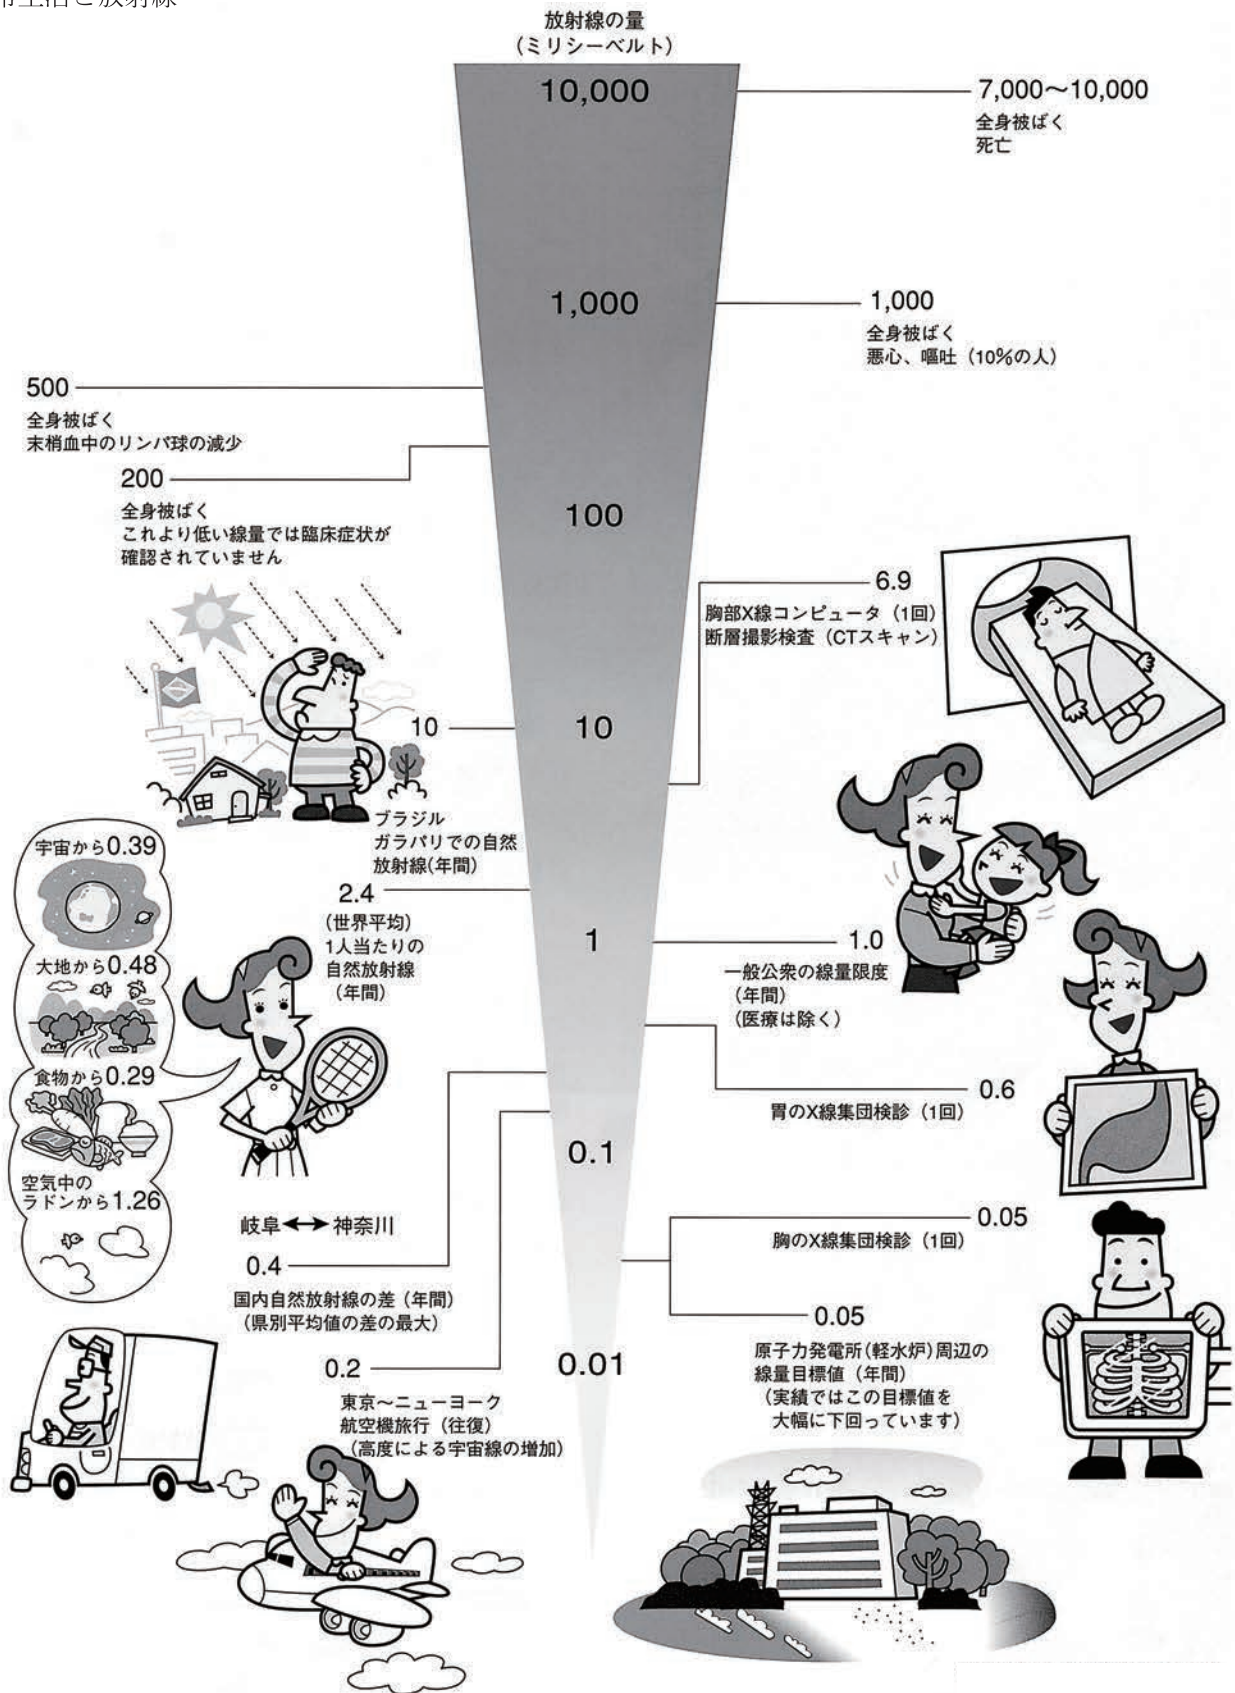 放射線の量
(ミリシーベルト)
10,000
7,000〜10,000
全身被ばく
死亡
1,000
1,000
全身被ばく
悪心、嘔吐(10%の人)
500
全身被ばく
末梢血中のリンパ球の減少
200
全身被ばく
これより低い線量では臨床症状が
確認されていません
100
6.9
胸部X線コンピュータ(1回)
断層撮影検査(CTスキャン)
10
10
ブラジル
ガラパリでの自然
放射線(年間)
宇宙から0.39
大地から0.48
食物から0.29
空気中の
ラドンから1.26
2.4
(世界平均)
1人当たりの
自然放射線
(年間)
1
1.0
一般公衆の線量限度
(年間)
(医療は除く)
0.6
胃のX線集団検診(1回)
0.1
岐阜⟷神奈川
0.4
国内自然放射線の差(年間)
(県別平均値の差の最大)
0.05
胸のX線集団検診(1回)
0.05
原子力発電所(軽水炉)周辺の
線量目標値(年間)
(実績ではこの目標値を
大幅に下回っています)
0.01
0.2
東京〜ニューヨーク
航空機旅行(往復)
(高度による宇宙線の増加)